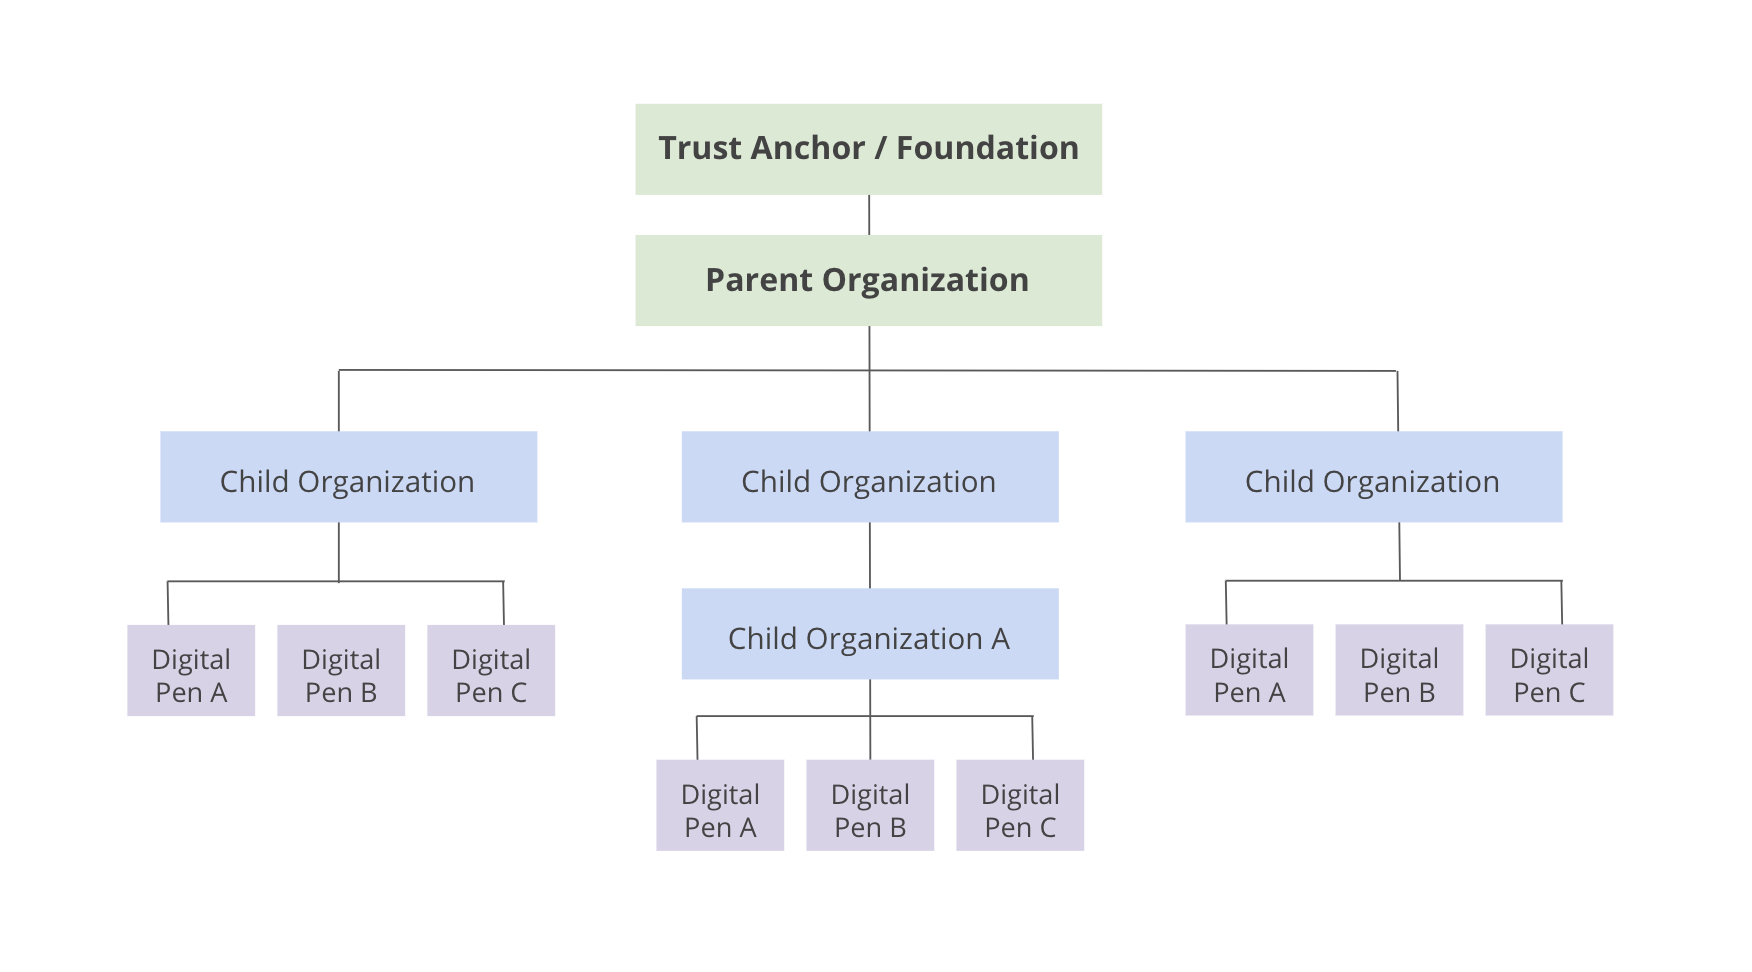 Trust Anchor / Foundation
Parent Organization
Child Organization
Child Organization
Child Organization
Digital
Pen A
Digital
Pen B
Digital
Pen C
Child Organization A
Digital
Pen A
Digital
Pen B
Digital
Pen C
Digital
Pen A
Digital
Pen B
Digital
Pen C